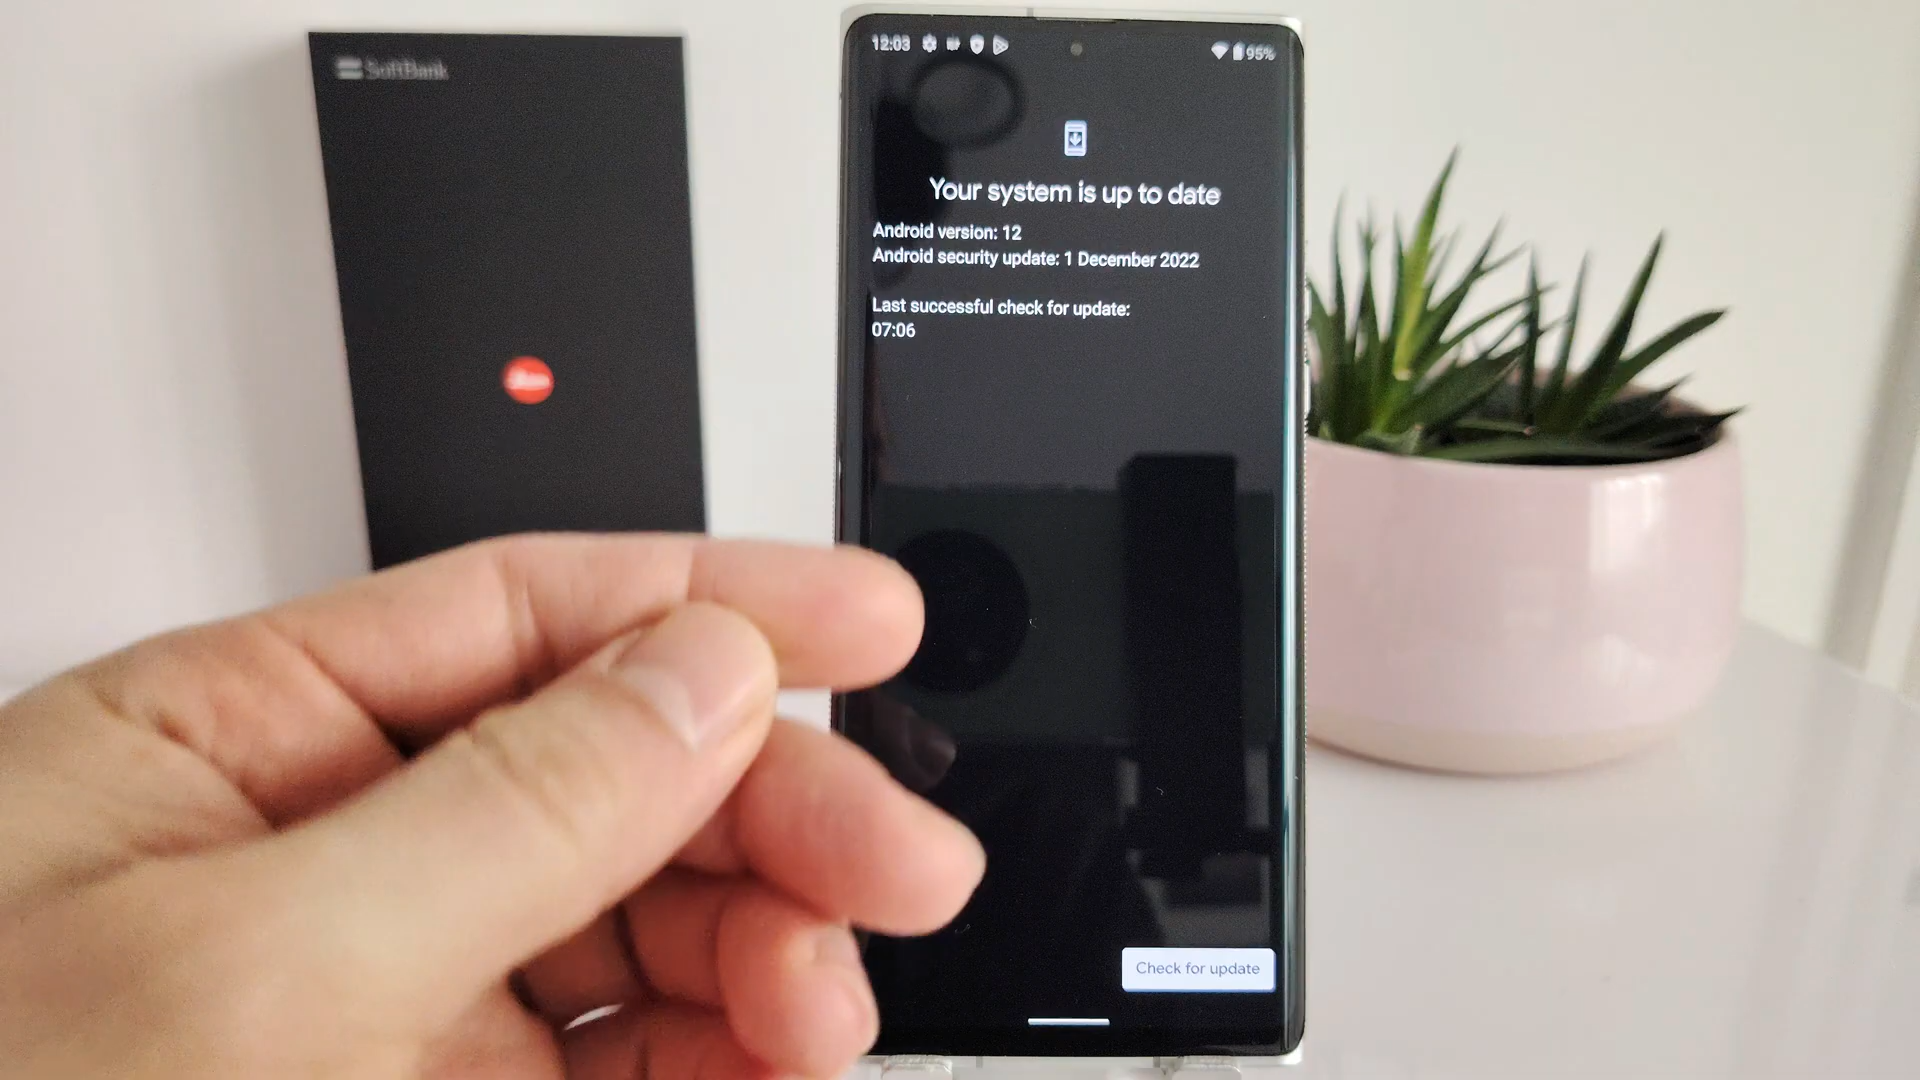 SoftBank
12:03
95%
Your system is up to date
Android version: 12
Android security update: 1 December 2022
Last successful check for update:
07:06
Check for update